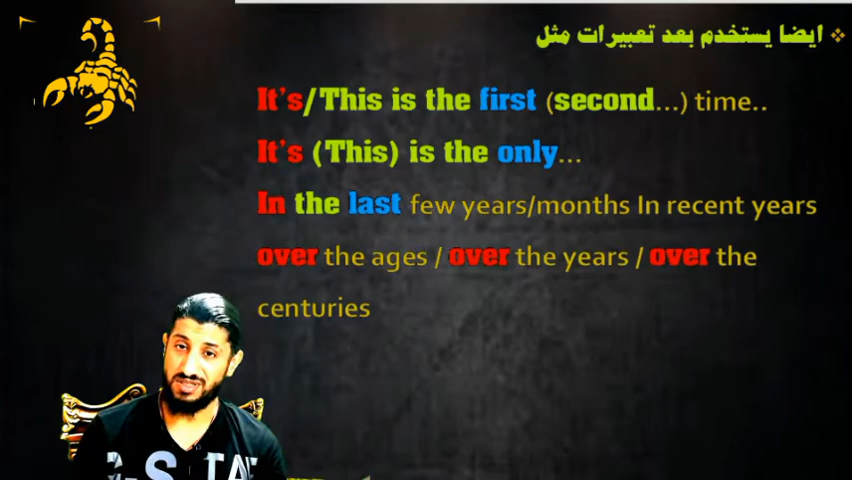 ❖ ايضا يستخدم بعد تعبيرات مثل
It's/This is the first (second...) time..
It's (This) is the only...
In the last few years/months In recent years
over the ages / over the years / over the
centuries